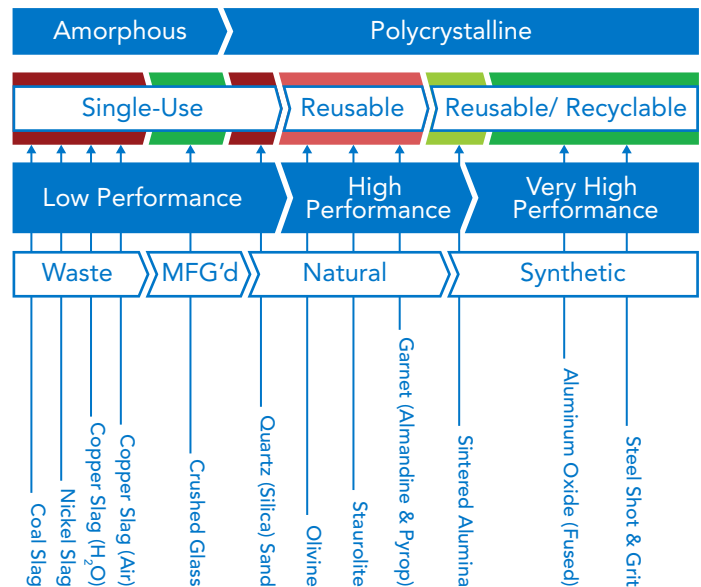 Amorphous
Polycrystalline
Single-Use
Reusable
Reusable/ Recyclable
Low Performance
High
Performance
Very High
Performance
Waste
MFG'd
Natural
Synthetic
Coal Slag
Nickel Slag
Copper Slag (H₂O)
Copper Slag (Air)
Crushed Glass
Quartz (Silica) Sand
Olivine
Staurolite
Garnet (Almandine & Pyrop)
Sintered Alumina
Aluminum Oxide (Fused)
Steel Shot & Grit